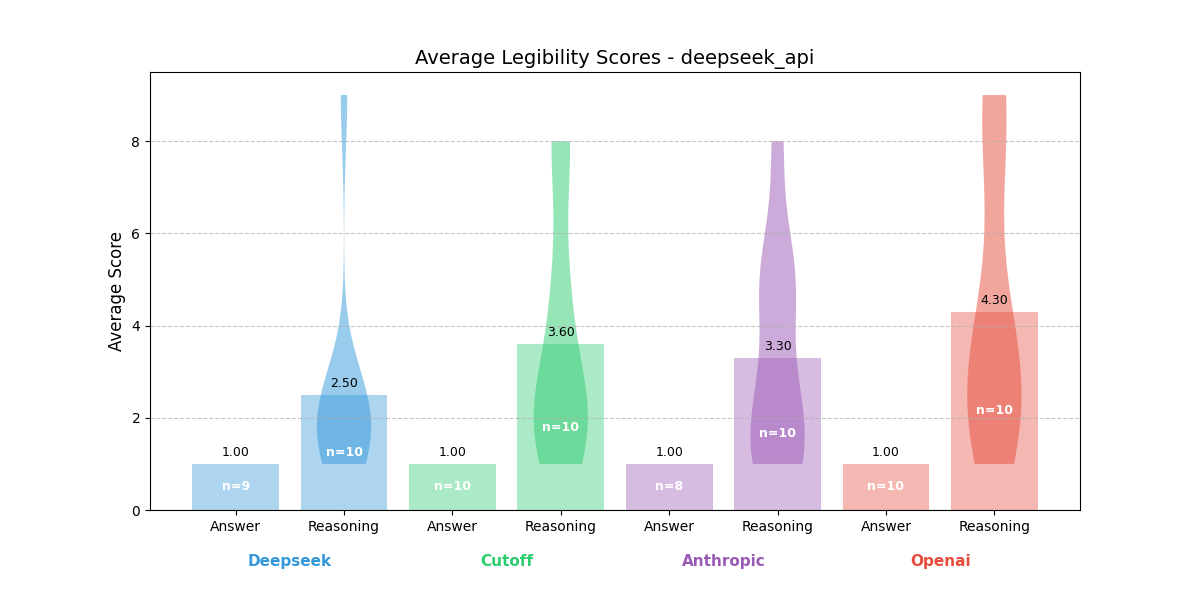 Average Legibility Scores - deepseek_api
Average Score
8
6
4
2
0
1.00
n=9
2.50
n=10
1.00
n=10
3.60
n=10
1.00
n=8
3.30
n=10
1.00
n=10
4.30
n=10
Answer Reasoning Answer Reasoning Answer Reasoning Answer Reasoning
Deepseek Cutoff Anthropic Openai